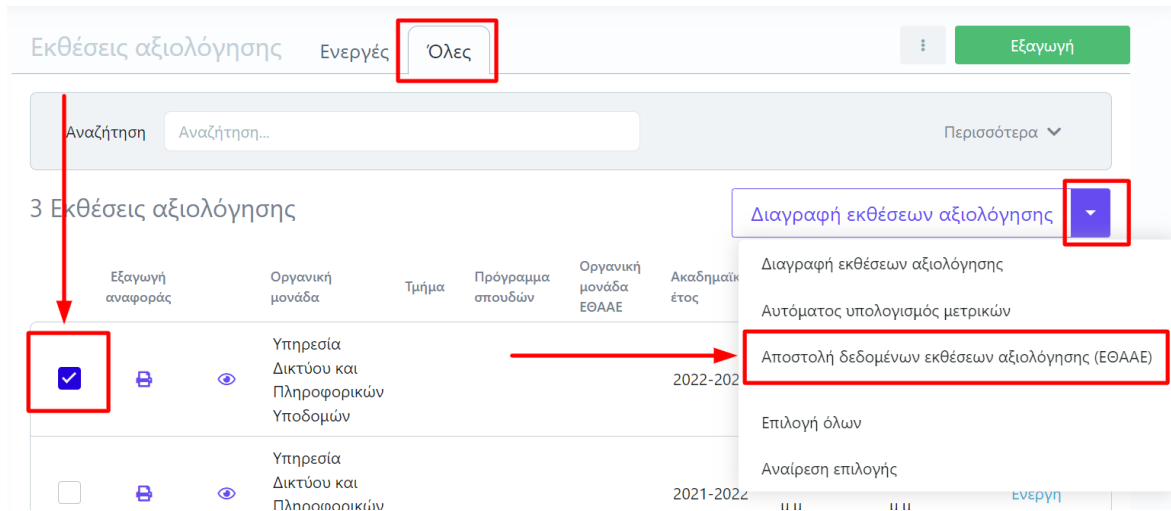 Εκθέσεις αξιολόγησης Ενεργές Όλες Εξαγωγή
Αναζήτηση Αναζήτηση... Περισσότερα
3 Εκθέσεις αξιολόγησης Διαγραφή εκθέσεων αξιολόγησης
Εξαγωγή
αναφοράς
Οργανική
μονάδα
Τμήμα
Πρόγραμμα
σπουδών
Οργανική
μονάδα
ΕΘΑΑΕ
Ακαδημαϊκ
έτος
Διαγραφή εκθέσεων αξιολόγησης
Αυτόματος υπολογισμός μετρικών
Αποστολή δεδομένων εκθέσεων αξιολόγησης (ΕΘΑΑΕ)
Επιλογή όλων
Αναίρεση επιλογής
Υπηρεσία
Δικτύου και
Πληροφορικών
Υποδομών
2022-202
Υπηρεσία
Δικτύου και
Πληροφορικών
2021-2022
Ενεργή